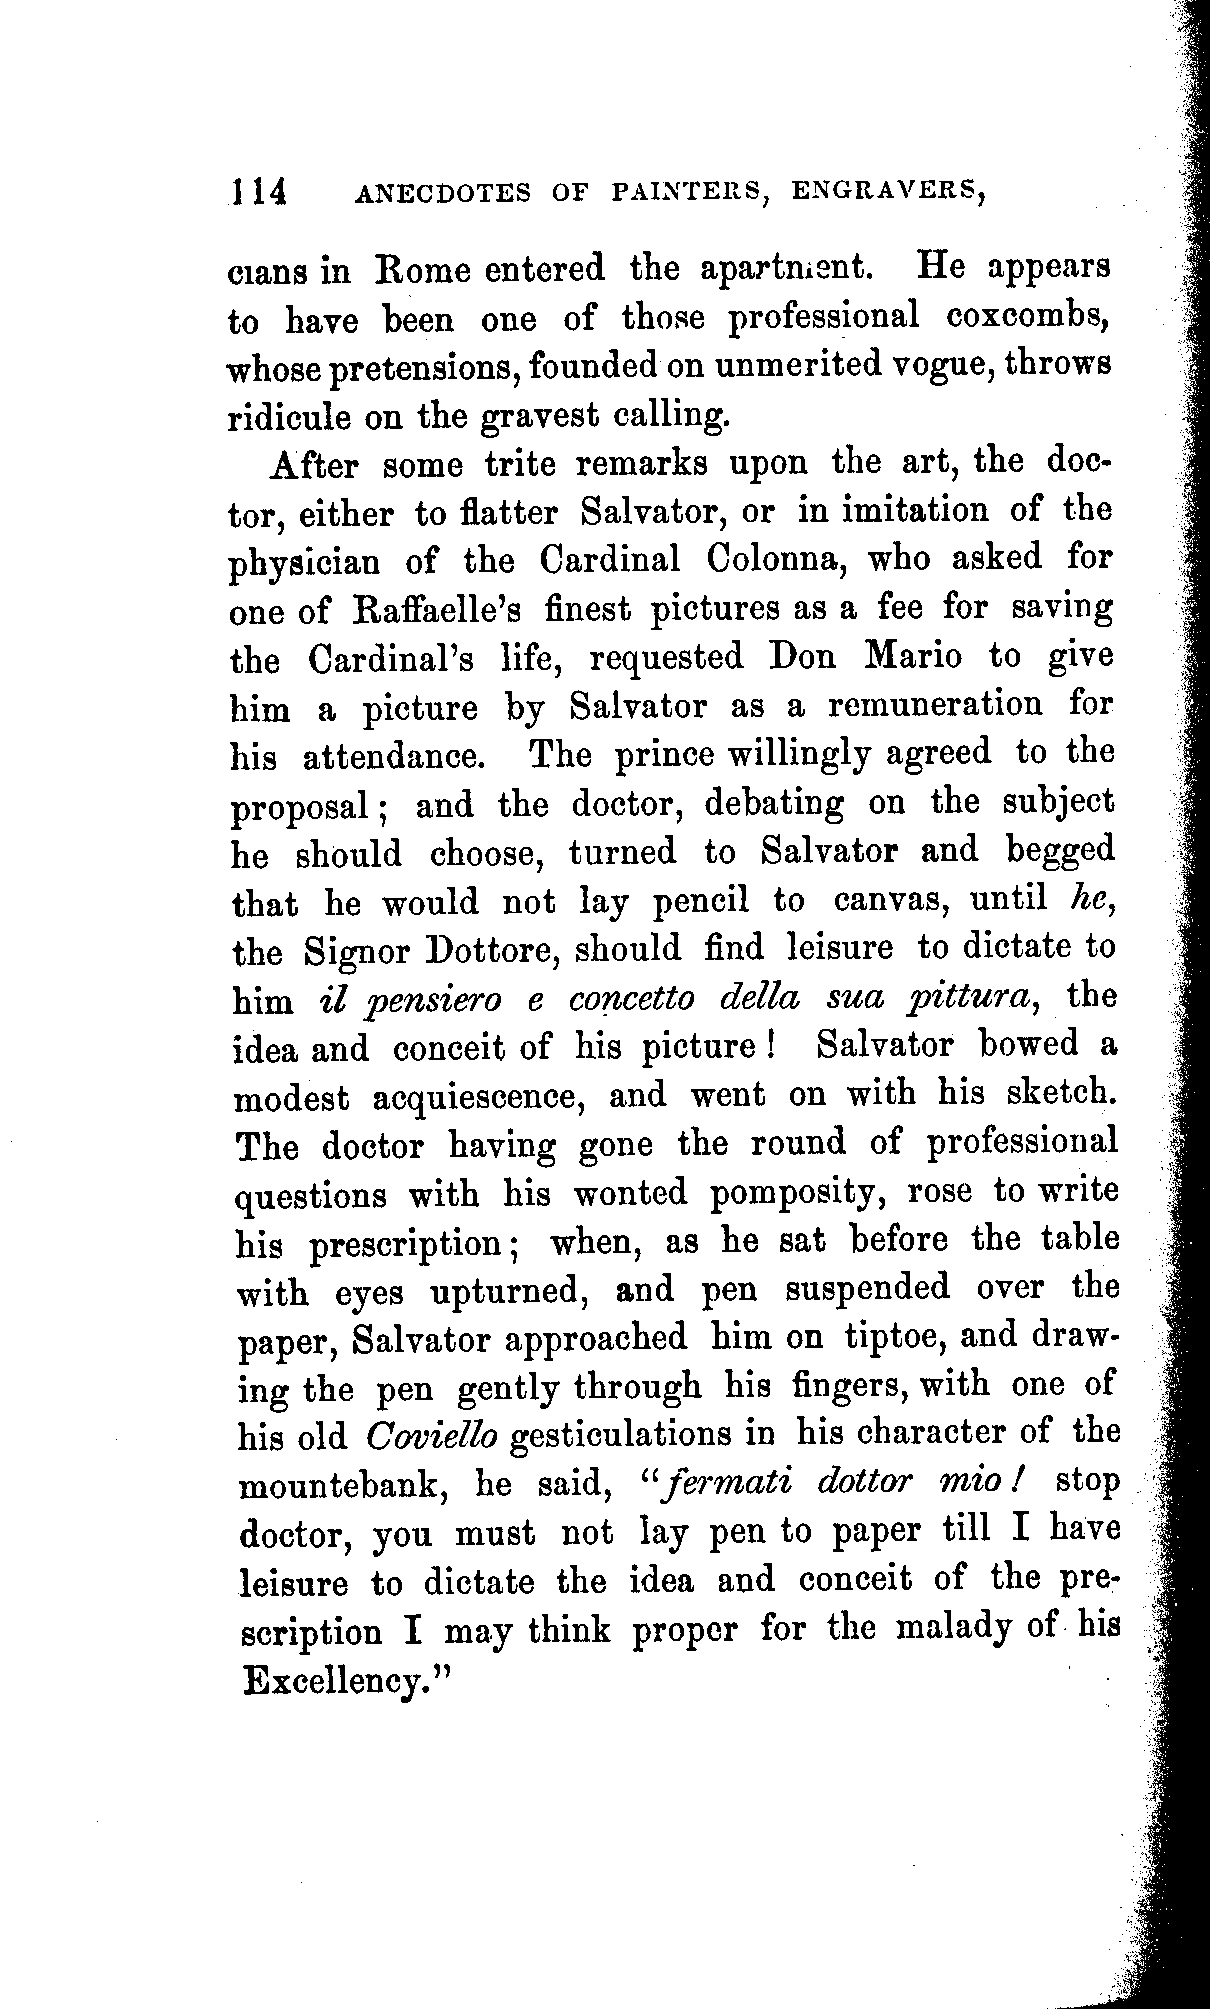 114 ANECDOTES OF PAINTERS, ENGRAVERS,
cians in Rome entered the apartment. He appears
to have been one of those professional coxcombs,
whose pretensions, founded on unmerited vogue, throws
ridicule on the gravest calling.
After some trite remarks upon the art, the doc-
tor, either to flatter Salvator, or in imitation of the
physician of the Cardinal Colonna, who asked for
one of Raffaelle's finest pictures as a fee for saving
the Cardinal's life, requested Don Mario to give
him a picture by Salvator as a remuneration for
his attendance. The prince willingly agreed to the
proposal; and the doctor, debating on the subject
he should choose, turned to Salvator and begged
that he would not lay pencil to canvas, until he,
the Signor Dottore, should find leisure to dictate to
him il pensiero e concetto della sua pittura, the
idea and conceit of his picture! Salvator bowed a
modest acquiescence, and went on with his sketch.
The doctor having gone the round of professional
questions with his wonted pomposity, rose to write
his prescription; when, as he sat before the table
with eyes upturned, and pen suspended over the
paper, Salvator approached him on tiptoe, and draw-
ing the pen gently through his fingers, with one of
his old Coviello gesticulations in his character of the
mountebank, he said, "fermati dottor mio! stop
doctor, you must not lay pen to paper till I have
leisure to dictate the idea and conceit of the pre-
scription I may think proper for the malady of his
Excellency."